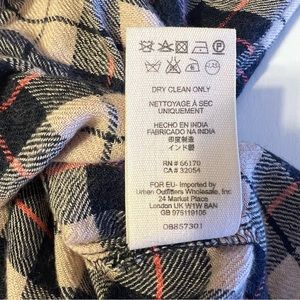 DRY CLEAN ONLY
NETTOYAGE À SEC
UNIQUEMENT
HECHO EN INDIA
FABRICADO NA INDIA
印度製造
インド製
RN # 66170
CA # 32054
FOR EU- Imported by
Urban Outfitters Wholesale, Inc.
24 Market Place
London UK W1W 8AN
GB 975119106
OB857301